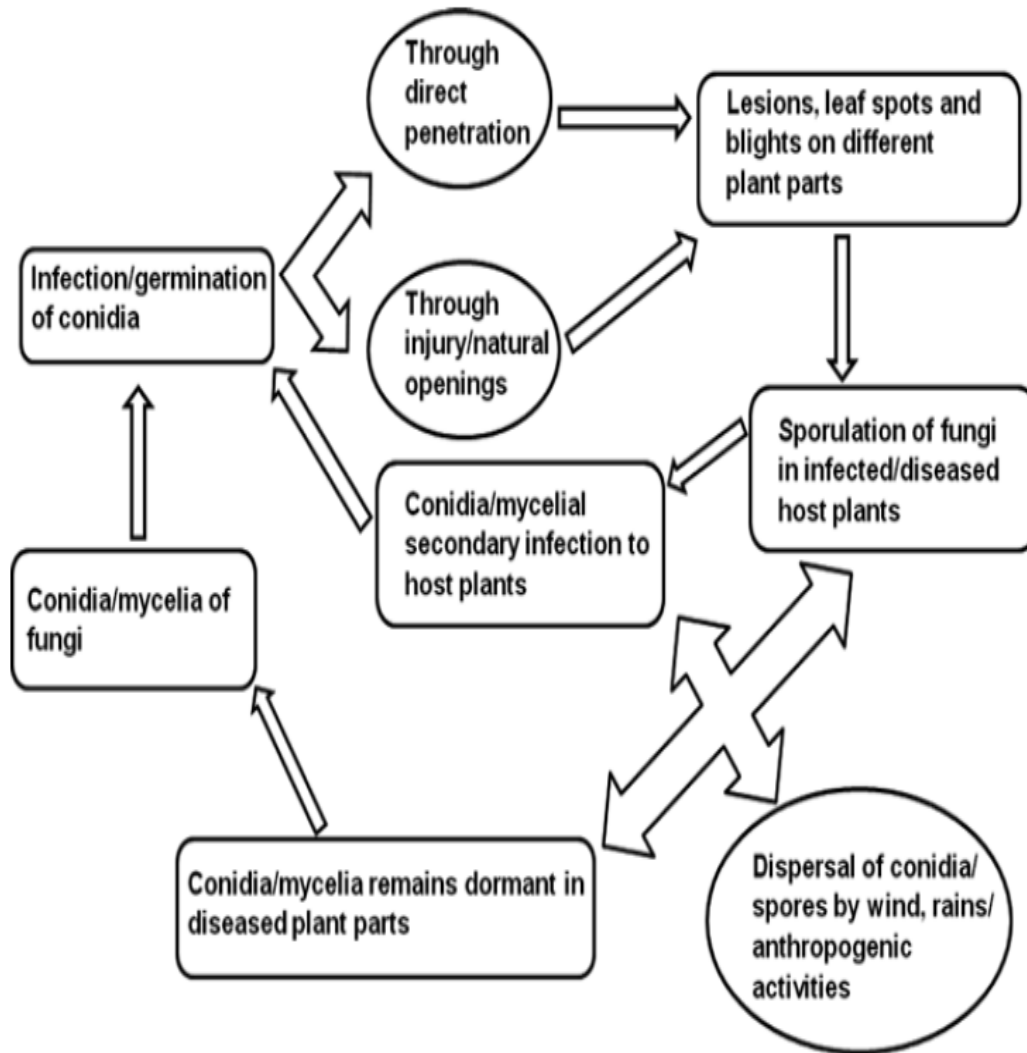 Through
direct
penetration
Lesions, leaf spots and
blights on different
plant parts
Infection/germination
of conidia
Through
injury/natural
openings
Sporulation of fungi
in infected/diseased
host plants
Conidia/mycelial
secondary infection to
host plants
Conidia/mycelia of
fungi
Conidia/mycelia remains dormant in
diseased plant parts
Dispersal of conidia/
spores by wind, rains/
anthropogenic
activities